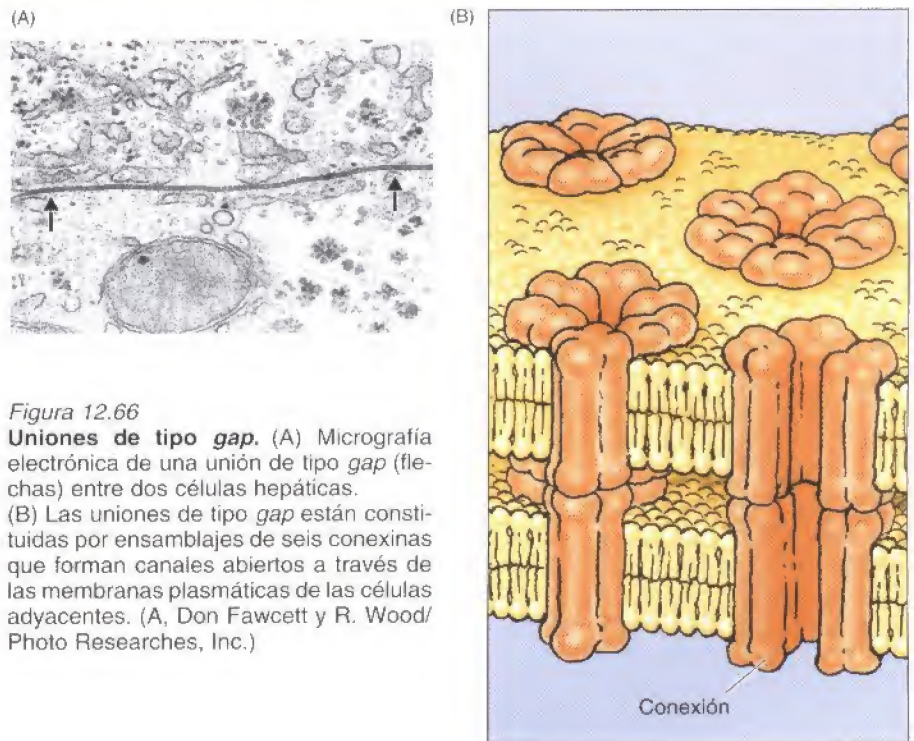 (A)
(B)
Figura 12.66
Uniones de tipo gap. (A) Micrografía
electrónica de una unión de tipo gap (fle-
chas) entre dos células hepáticas.
(B) Las uniones de tipo gap están consti-
tuidas por ensamblajes de seis conexinas
que forman canales abiertos a través de
las membranas plasmáticas de las células
adyacentes. (A, Don Fawcett y R. Wood/
Photo Researches, Inc.)
Conexión